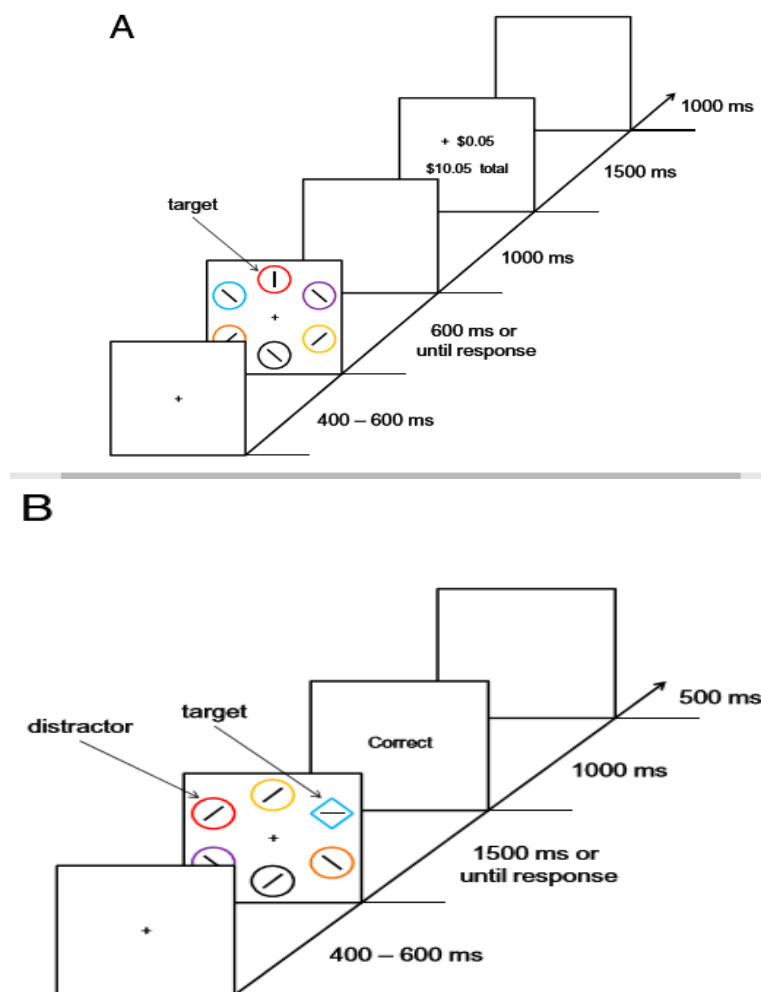 A
1000 ms
+ $0.05
$10.05 total
1500 ms
target
1000 ms
+
600 ms or
until response
+
400 – 600 ms
B
500 ms
target
distractor
Correct
1000 ms
+
1500 ms or
until response
+
400 – 600 ms